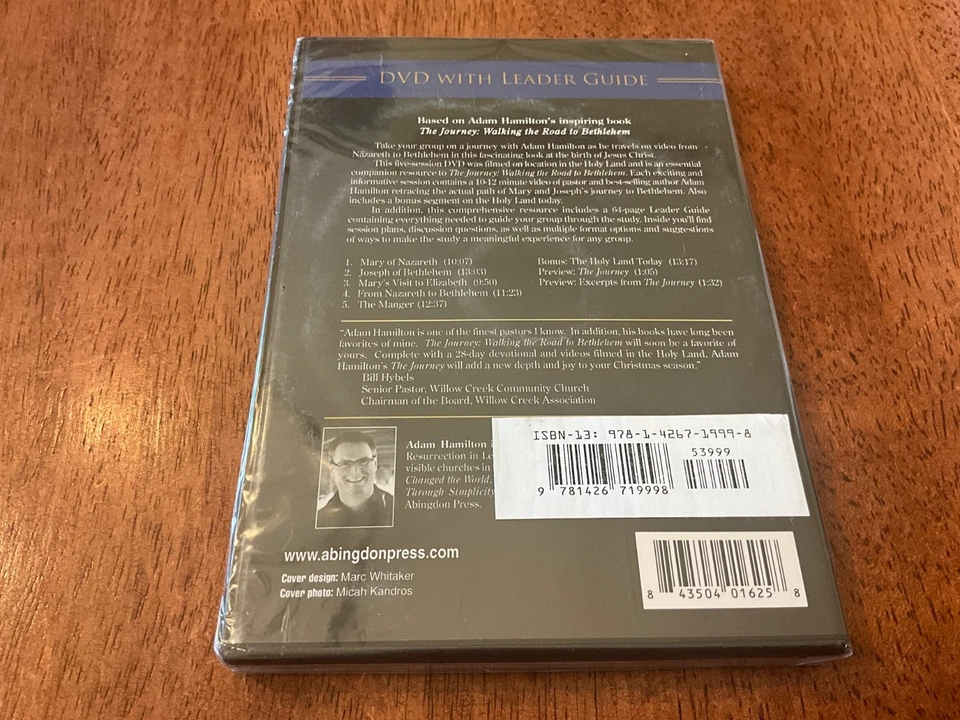 DVD WITH LEADER GUIDE
Based on Adam Hamilton's inspiring book
The Journey: Walking the Road to Bethlehem
Take your group on a journey with Adam Hamilton as he travels on video from
Nazareth to Bethlehem in this fascinating look at the birth of Jesus Christ.
This five-session DVD was filmed on location in the Holy Land and is an essential
companion resource to The Journey: Walking the Road to Bethlehem. Each exciting and
informative session contains a 10-12 minute video of pastor and best-selling author Adam
Hamilton retracing the actual path of Mary and Joseph's journey to Bethlehem. Also
includes a bonus segment on the Holy Land today.
In addition, this comprehensive resource includes a 64-page Leader Guide
containing everything needed to guide your group through the study. Inside you'll find
session plans, discussion questions, as well as multiple format options and suggestions
of ways to make the study a meaningful experience for any group.
1. Mary of Nazareth (10:07)
2. Joseph of Bethlehem (13:03)
3. Mary's Visit to Elizabeth (9:50)
4. From Nazareth to Bethlehem (11:23)
5. The Manger (12:37)
Bonus: The Holy Land Today (13:17)
Preview: The Journey (1:05)
Preview: Excerpts from The Journey (1:32)
"Adam Hamilton is one of the finest pastors I know. In addition, his books have long been
favorites of mine. The Journey: Walking the Road to Bethlehem will soon be a favorite of
yours. Complete with a 28-day devotional and videos filmed in the Holy Land, Adam
Hamilton's The Journey will add a new depth and joy to your Christmas season."
Bill Hybels
Senior Pastor, Willow Creek Community Church
Chairman of the Board, Willow Creek Association
Adam Hamilton i
Resurrection in Le
visible churches in
Changed the World,
Through Simplicity
Abingdon Press.
ISBN-13: 978-1-4267-1999-8
53999
9 781426 719998
www.abingdonpress.com
Cover design: Marc Whitaker
Cover photo: Micah Kandros
8 43504 01625 8